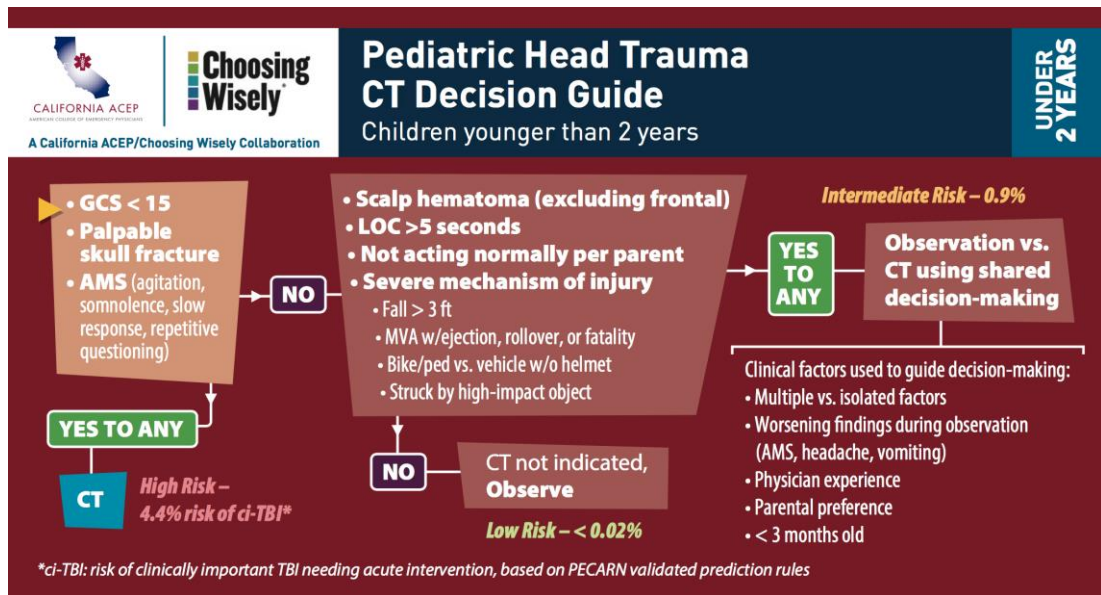 CALIFORNIA ACEP
AMERICAN COLLEGE OF EMERGENCY PHYSICIANS
Choosing
Wisely®
A California ACEP/Choosing Wisely Collaboration
Pediatric Head Trauma
CT Decision Guide
Children younger than 2 years
UNDER
2 YEARS
• GCS < 15
• Palpable
skull fracture
• AMS (agitation,
somnolence, slow
response, repetitive
questioning)
NO
YES TO ANY
CT
High Risk –
4.4% risk of ci-TBI*
• Scalp hematoma (excluding frontal)
• LOC >5 seconds
• Not acting normally per parent
• Severe mechanism of injury
• Fall > 3 ft
• MVA w/ejection, rollover, or fatality
• Bike/ped vs. vehicle w/o helmet
• Struck by high-impact object
NO
CT not indicated,
Observe
Low Risk – < 0.02%
Intermediate Risk – 0.9%
YES
TO
ANY
Observation vs.
CT using shared
decision-making
Clinical factors used to guide decision-making:
• Multiple vs. isolated factors
• Worsening findings during observation
(AMS, headache, vomiting)
• Physician experience
• Parental preference
• < 3 months old
*ci-TBI: risk of clinically important TBI needing acute intervention, based on PECARN validated prediction rules